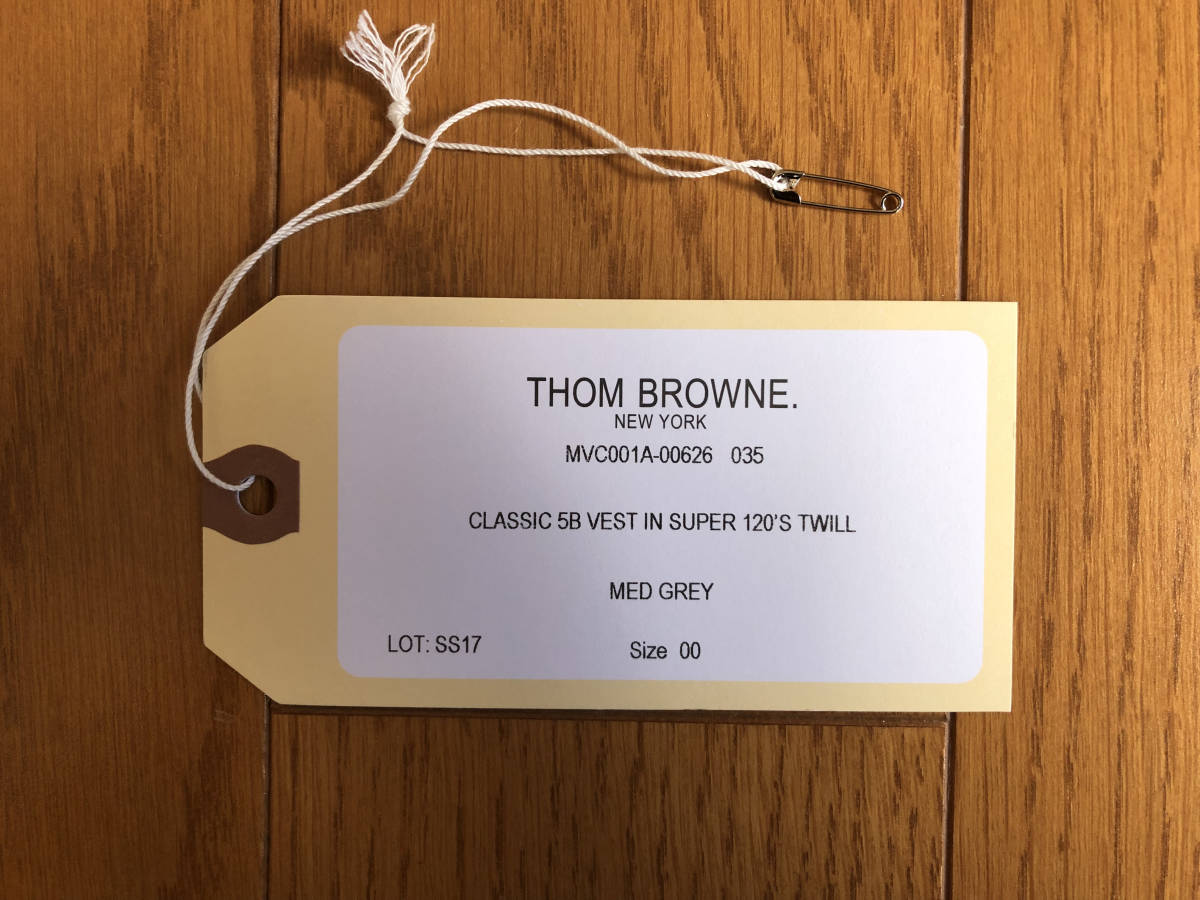 THOM BROWNE.
NEW YORK
MVC001A-00626 035
CLASSIC 5B VEST IN SUPER 120'S TWILL
MED GREY
LOT: SS17 Size 00